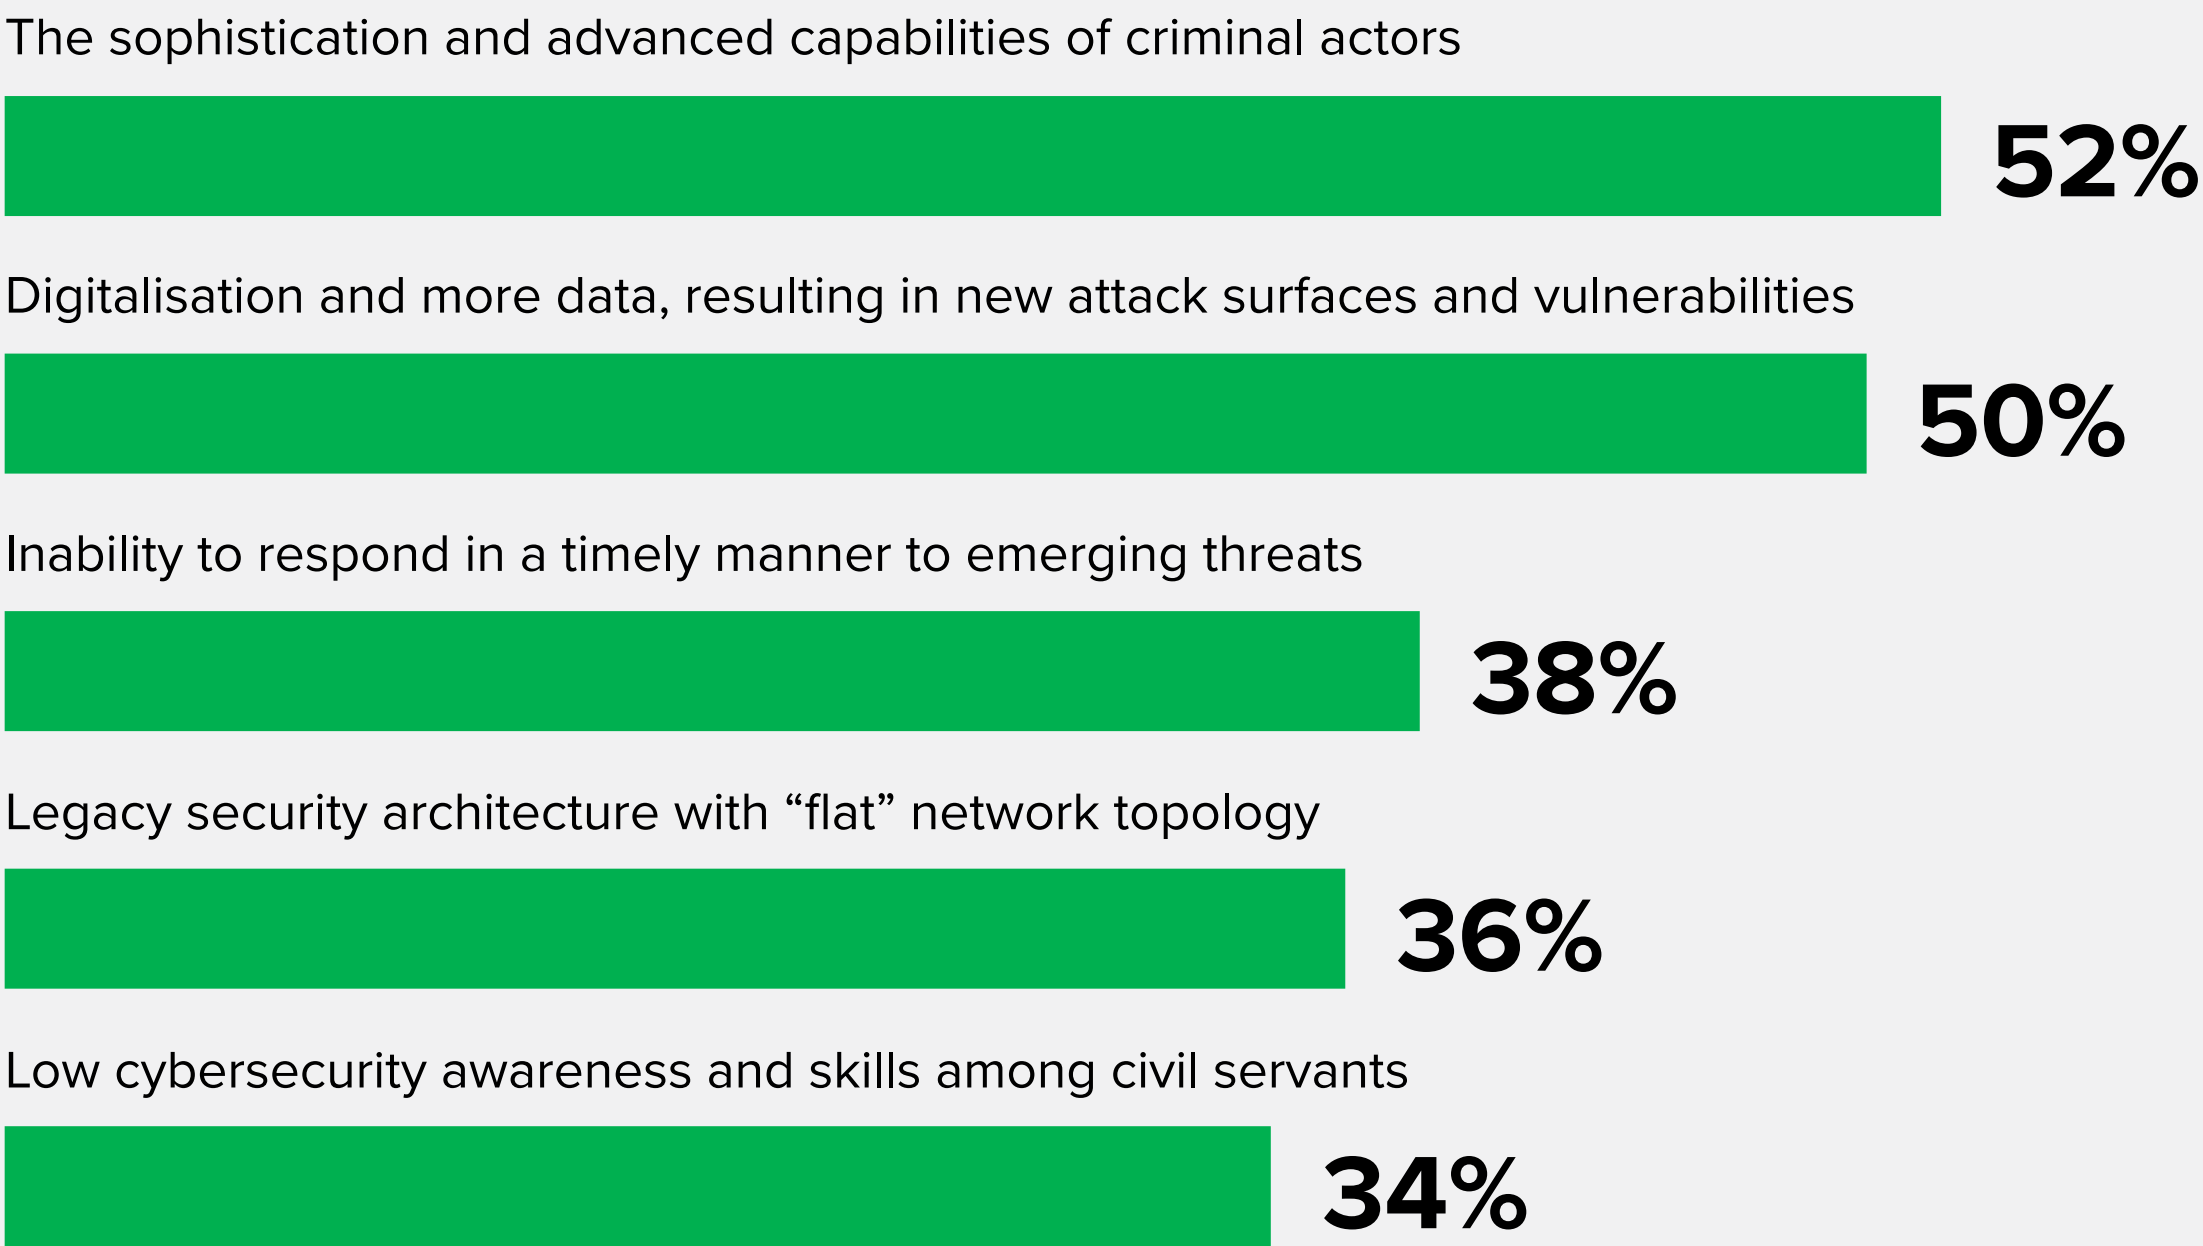 The sophistication and advanced capabilities of criminal actors
52%
Digitalisation and more data, resulting in new attack surfaces and vulnerabilities
50%
Inability to respond in a timely manner to emerging threats
38%
Legacy security architecture with “flat” network topology
36%
Low cybersecurity awareness and skills among civil servants
34%